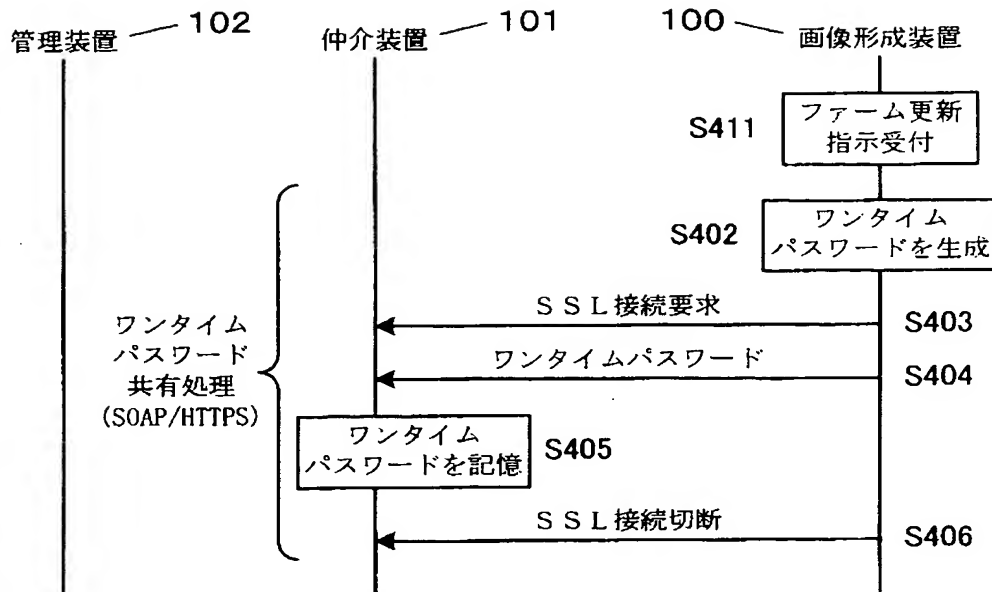 管理装置 102
仲介装置 101
100 画像形成装置
S411
ファーム更新
指示受付
S402
ワンタイム
パスワードを生成
SSL接続要求
S403
ワンタイムパスワード
S404
ワンタイム
パスワード
共有処理
(SOAP/HTTPS)
ワンタイム
パスワードを記憶
S405
SSL接続切断
S406